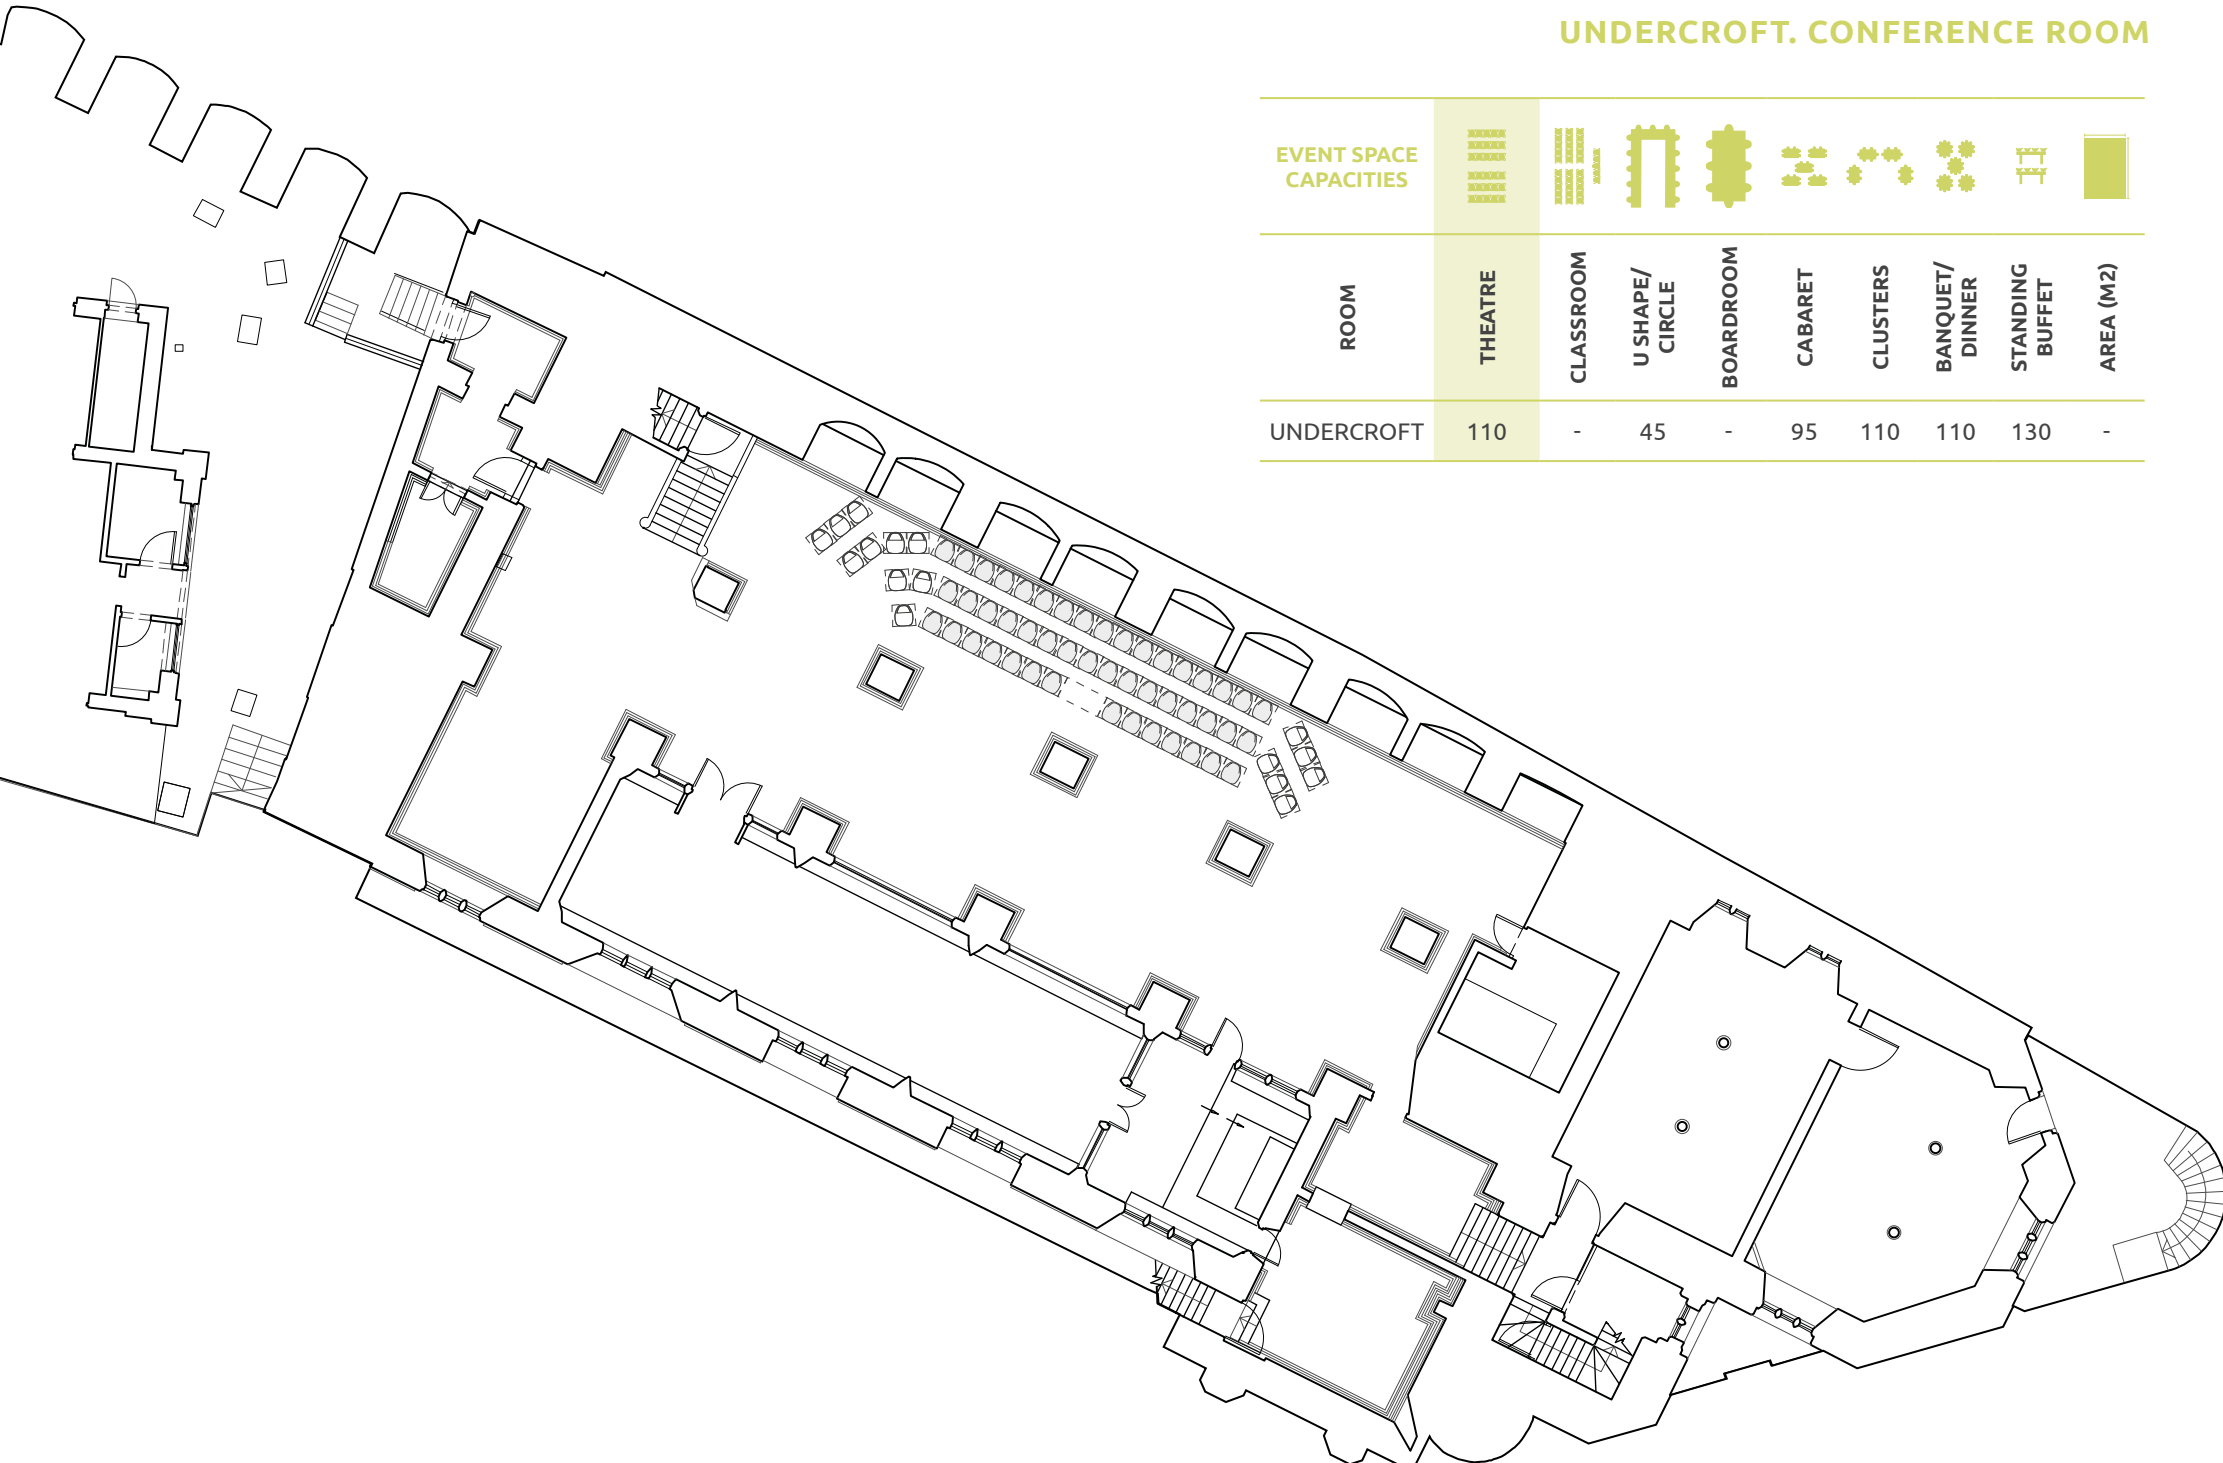 UNDERCROFT. CONFERENCE ROOM
EVENT SPACE
CAPACITIES
ROOM
THEATRE
CLASSROOM
U SHAPE/
CIRCLE
BOARDROOM
CABARET
CLUSTERS
BANQUET/
DINNER
STANDING
BUFFET
AREA (M2)
UNDERCROFT 110 - 45 - 95 110 110 130 -